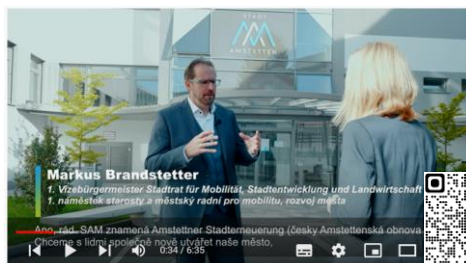 STADT
AMSTETTEN
Markus Brandstetter
1. Vizebürgermeister Stadtrat für Mobilität, Stadtentwicklung und Landwirtschaft
1. náměstek starosty a městský radní pro mobilitu, rozvoj města
Ano, rád. SAM znamená Amstettner Stadterneuerung (česky Amstettenská obnova
Chceme s lidmi společně nově utvářet naše město,
0:34 / 6:35